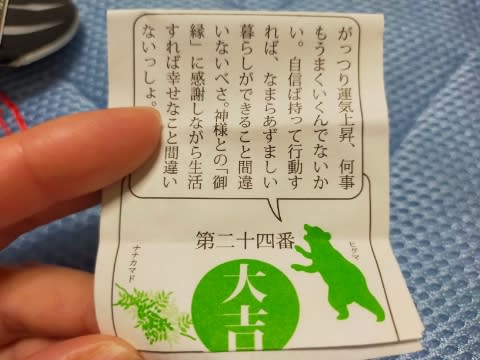 がっつり運気上昇、何事
もうまくいくんでないか
い。自信ば持って行動す
れば、なまらあずましい
暮らしができること間違
いないべさ。神様との「御
縁」に感謝しながら生活
すれば幸せなこと間違い
ないっしょ。
第二十四番
ヒグマ
ナナカマド
大吉